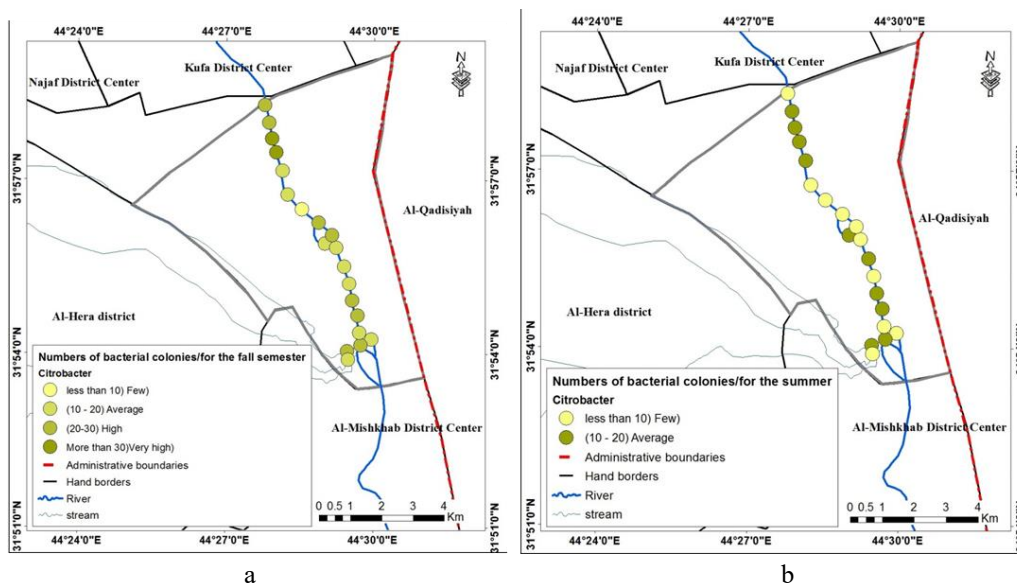 44°24'0"E 44°27'0"E 44°30'0"E
N
Kufa District Center
Najaf District Center
31°57'0"N
31°57'0"N
Al-Qadisiyah
Al-Hera district
31°54'0"N
31°54'0"N
Numbers of bacterial colonies/for the fall semester
Citrobacter
less than 10) Few)
(10 - 20) Average
(20-30) High
More than 30)Very high)
Administrative boundaries
Hand borders
River
stream
Al-Mishkhab District Center
0 0.5 1 2 3 4
Km
31°51'0"N
31°51'0"N
44°24'0"E 44°27'0"E 44°30'0"E
a
44°24'0"E 44°27'0"E 44°30'0"E
N
Kufa District Center
Najaf District Center
31°57'0"N
Al-Qadisiyah
Al-Hera district
31°54'0"N
Numbers of bacterial colonies/for the summer
Citrobacter
less than 10) Few)
(10 - 20) Average
Administrative boundaries
Hand borders
River
stream
Al-Mishkhab District Center
0 0.5 1 2 3 4
Km
31°51'0"N
44°24'0"E 44°27'0"E 44°30'0"E
b